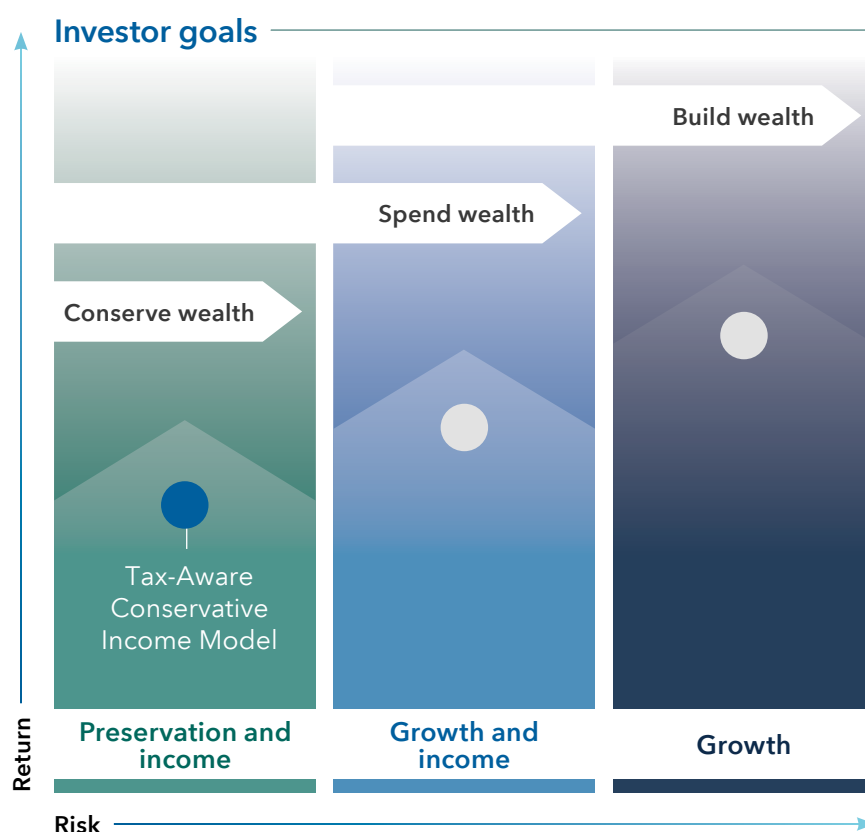 Investor goals
Build wealth
Spend wealth
Conserve wealth
Tax-Aware
Conservative
Income Model
Return
Preservation and
income
Growth and
income
Growth
Risk